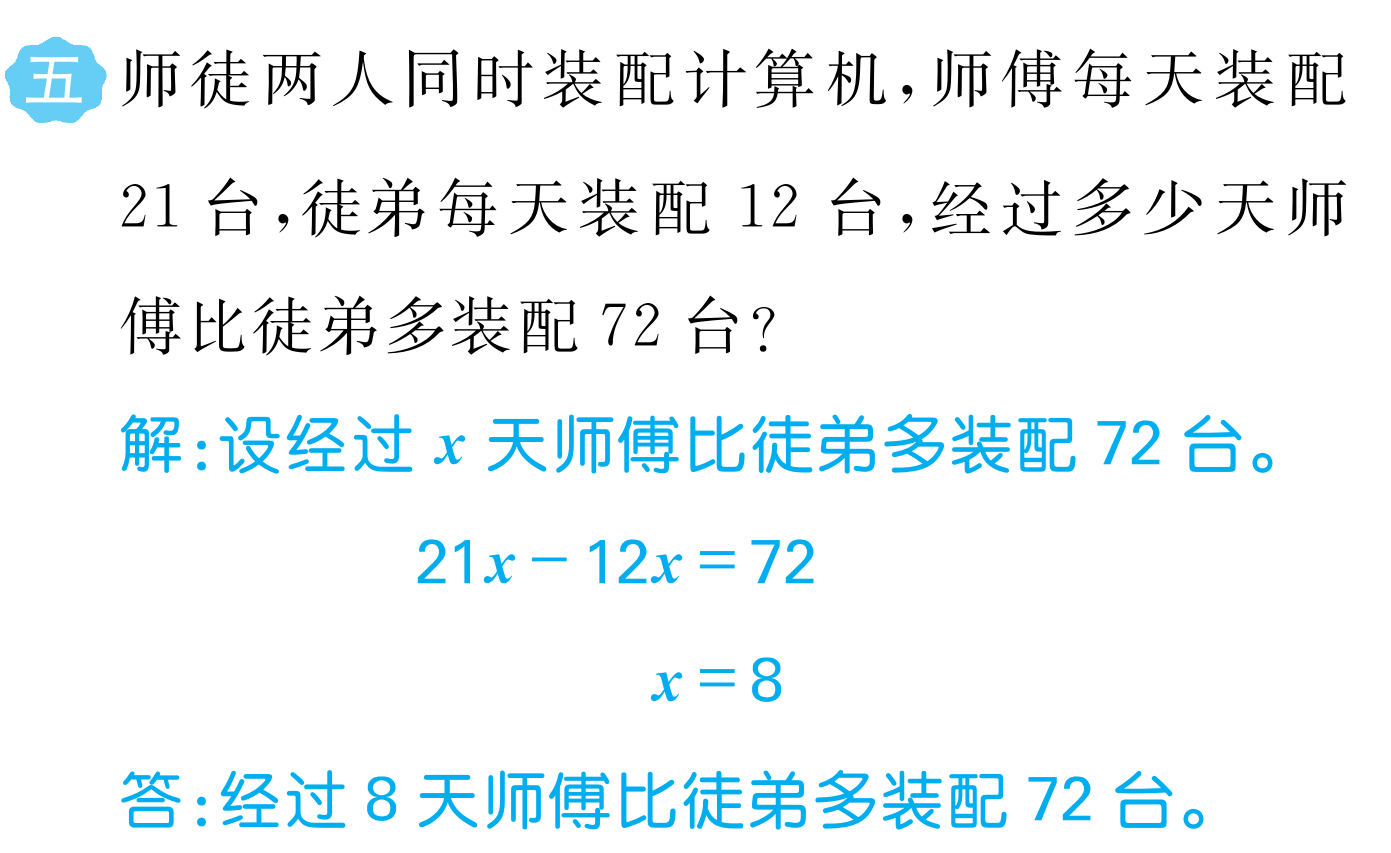 五 师徒两人同时装配计算机,师傅每天装配
21 台,徒弟每天装配 12 台,经过多少天师
傅比徒弟多装配 72 台?
解:设经过 x 天师傅比徒弟多装配 72 台。
21x − 12x = 72
x = 8
答:经过 8 天师傅比徒弟多装配 72 台。